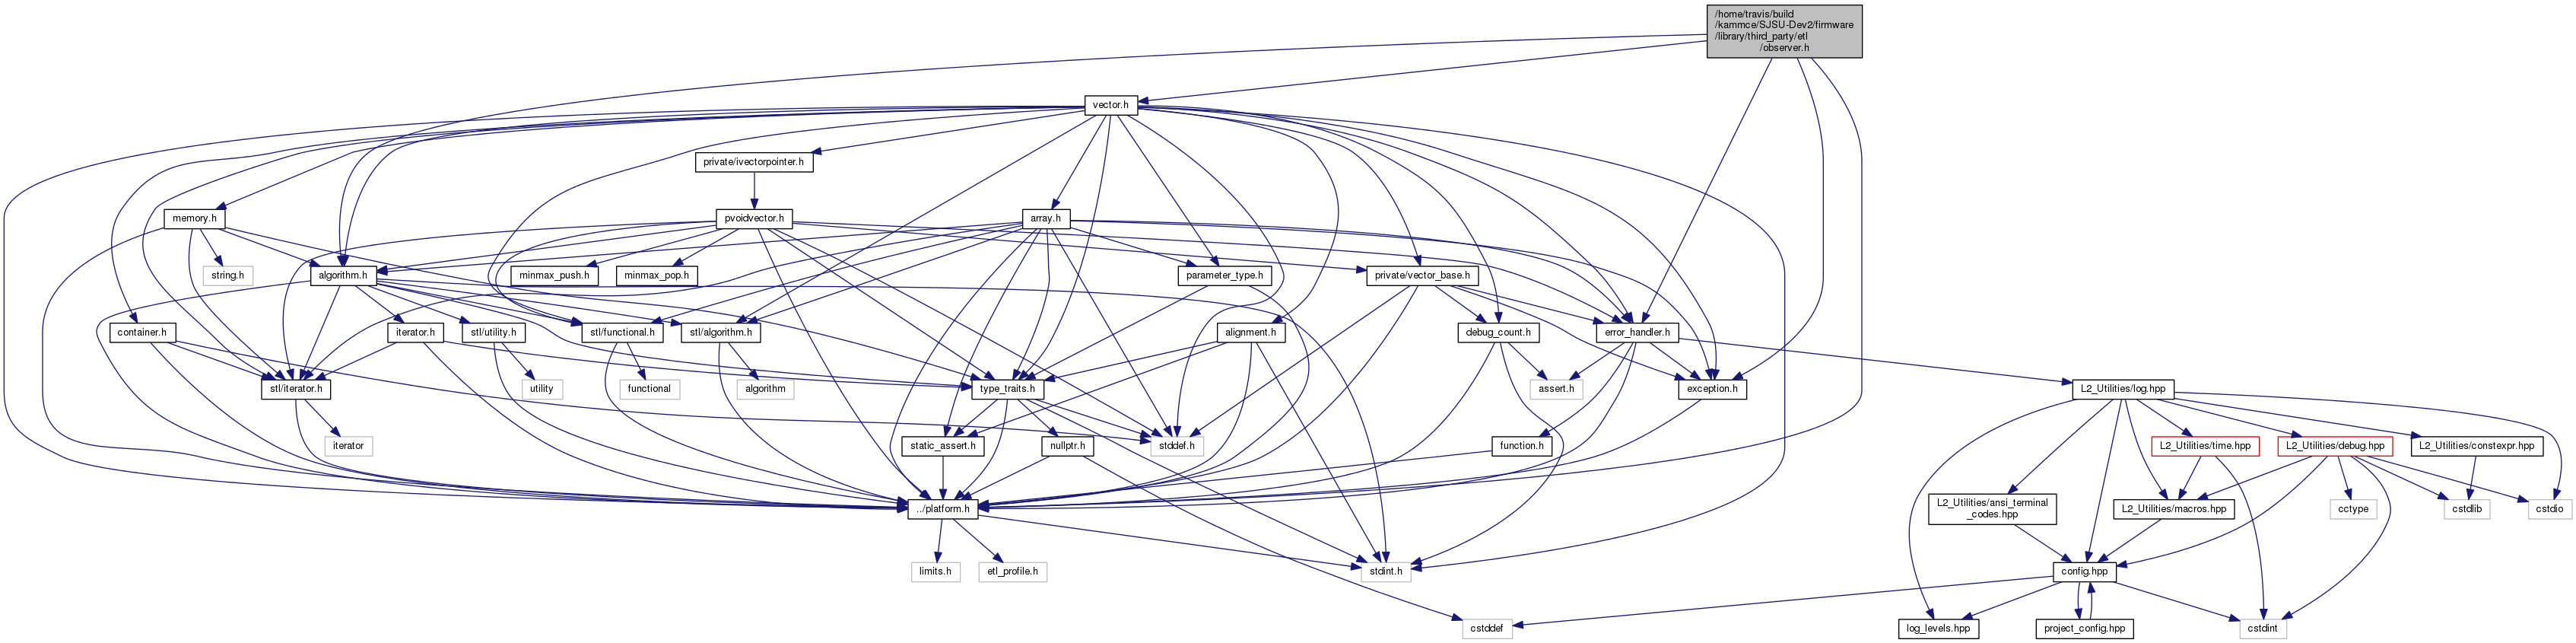 /home/travis/build
/kammce/SJSU-Dev2/firmware
/library/third_party/etl
/observer.h
vector.h
private/ivectorpointer.h
memory.h
pvoidvector.h
array.h
string.h
algorithm.h
minmax_push.h
minmax_pop.h
parameter_type.h
private/vector_base.h
container.h
iterator.h
stl/utility.h
stl/functional.h
stl/algorithm.h
alignment.h
debug_count.h
error_handler.h
stl/iterator.h
utility
functional
algorithm
type_traits.h
assert.h
exception.h
L2_Utilities/log.hpp
iterator
static_assert.h
nullptr.h
stddef.h
function.h
L2_Utilities/time.hpp
L2_Utilities/debug.hpp
L2_Utilities/constexpr.hpp
../platform.h
L2_Utilities/ansi_terminal
_codes.hpp
L2_Utilities/macros.hpp
cctype
cstdlib
cstdio
limits.h
etl_profile.h
stdint.h
config.hpp
cstddef
log_levels.hpp
project_config.hpp
cstdint